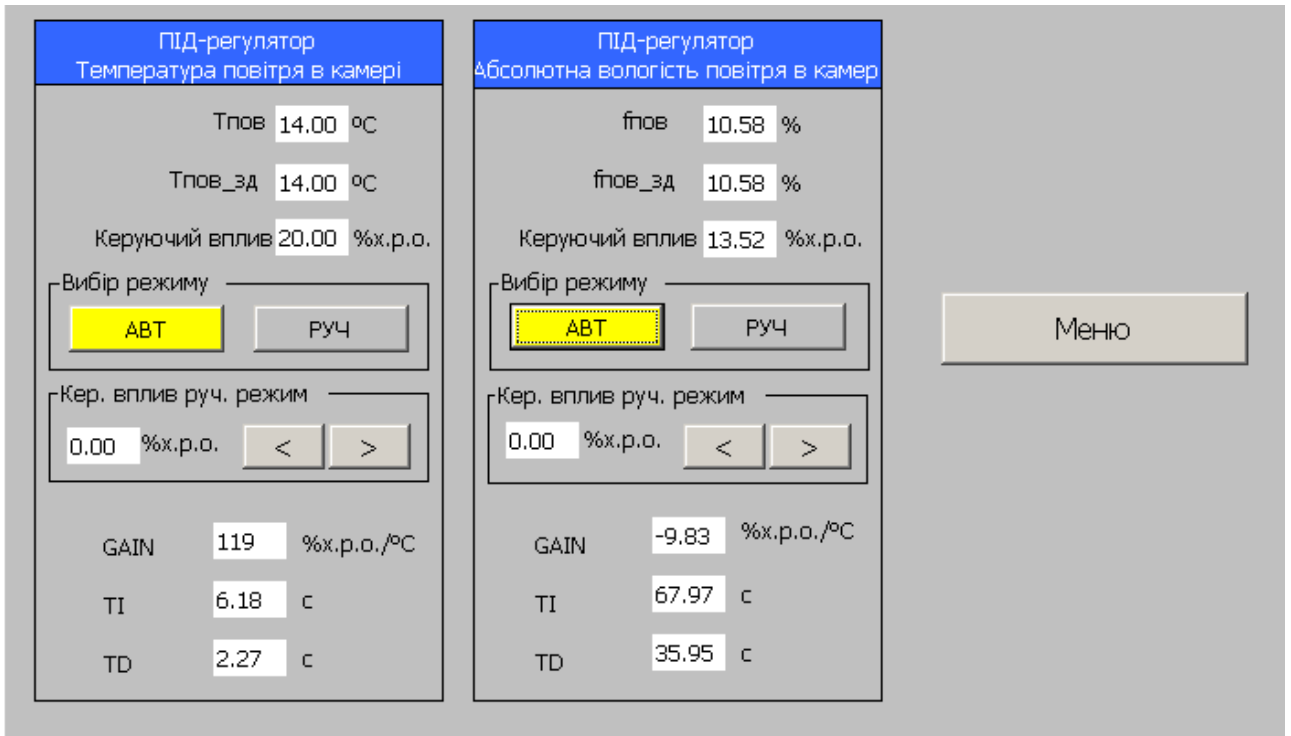 ПІД-регулятор
Температура повітря в камері
Тпов 14.00 ºС
Тпов_зд 14.00 ºС
Керуючий вплив 20.00 %х.р.о.
Вибір режиму
АВТ РУЧ
Кер. вплив руч. режим
0.00 %х.р.о. < >
GAIN 119 %х.р.о./ºС
TI 6.18 с
TD 2.27 с
ПІД-регулятор
Абсолютна вологість повітря в камер
fпов 10.58 %
fпов_зд 10.58 %
Керуючий вплив 13.52 %х.р.о.
Вибір режиму
АВТ РУЧ
Кер. вплив руч. режим
0.00 %х.р.о. < >
GAIN -9.83 %х.р.о./ºС
TI 67.97 с
TD 35.95 с
Меню